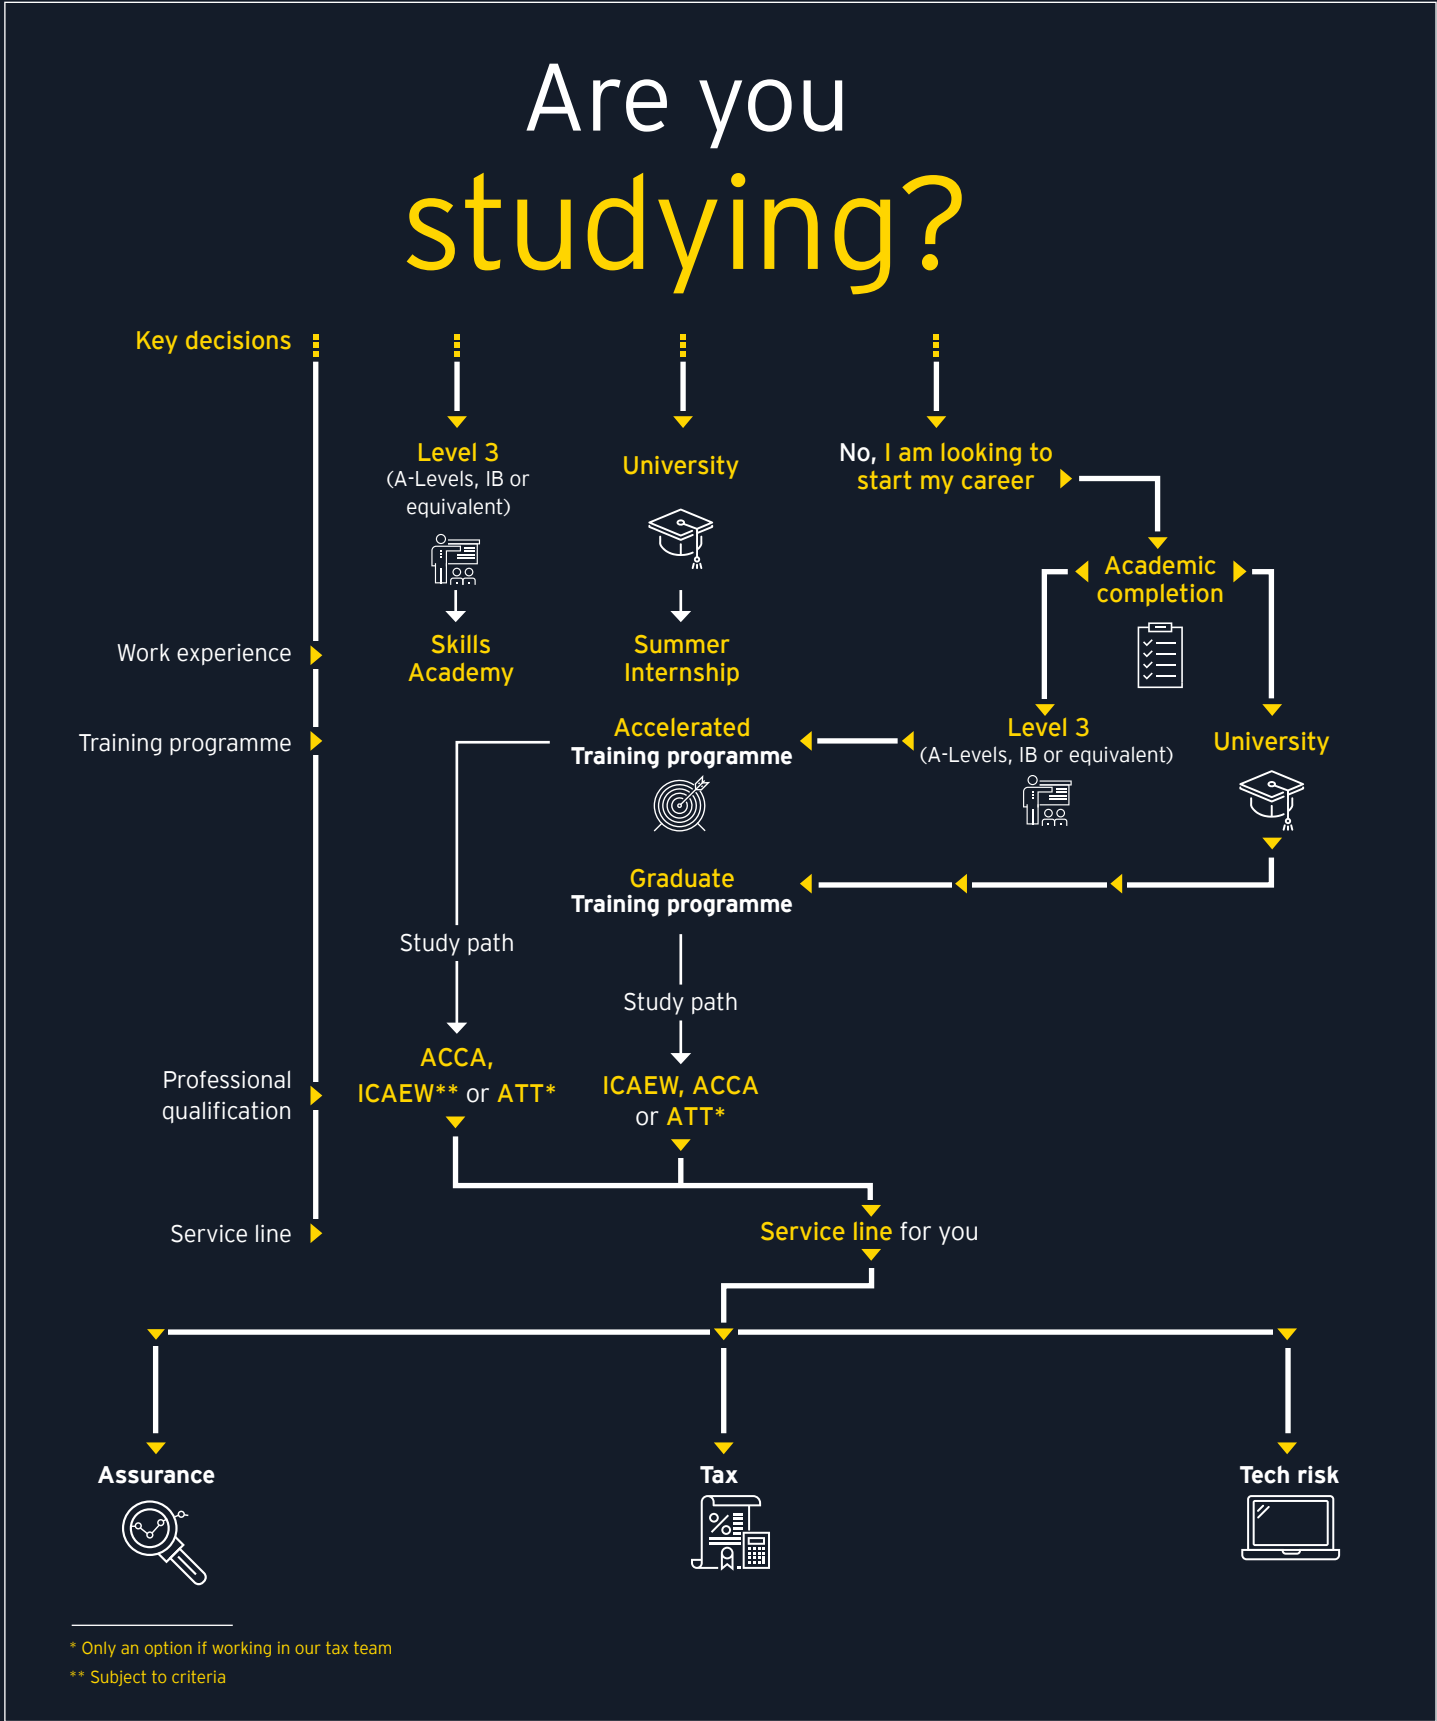 Are you
studying?
Key decisions
Level 3
(A-Levels, IB or
equivalent)
University
No, I am looking to
start my career
Academic
completion
Work experience
Skills
Academy
Summer
Internship
Training programme
Accelerated
Training programme
Level 3
(A-Levels, IB or equivalent)
University
Graduate
Training programme
Study path
Study path
Professional
qualification
ACCA,
ICAEW** or ATT*
ICAEW, ACCA
or ATT*
Service line
Service line for you
Assurance
Tax
Tech risk
* Only an option if working in our tax team
** Subject to criteria